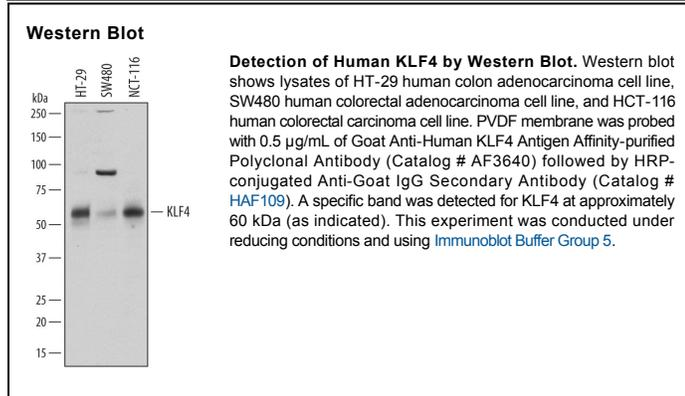 Western Blot
HT-29
SW480
NCT-116
kDa
250
150
100
75
50
37
25
20
15
KLF4
Detection of Human KLF4 by Western Blot. Western blot
shows lysates of HT-29 human colon adenocarcinoma cell line,
SW480 human colorectal adenocarcinoma cell line, and HCT-116
human colorectal carcinoma cell line. PVDF membrane was probed
with 0.5 µg/mL of Goat Anti-Human KLF4 Antigen Affinity-purified
Polyclonal Antibody (Catalog # AF3640) followed by HRP-
conjugated Anti-Goat IgG Secondary Antibody (Catalog #
HAF109). A specific band was detected for KLF4 at approximately
60 kDa (as indicated). This experiment was conducted under
reducing conditions and using Immunoblot Buffer Group 5.